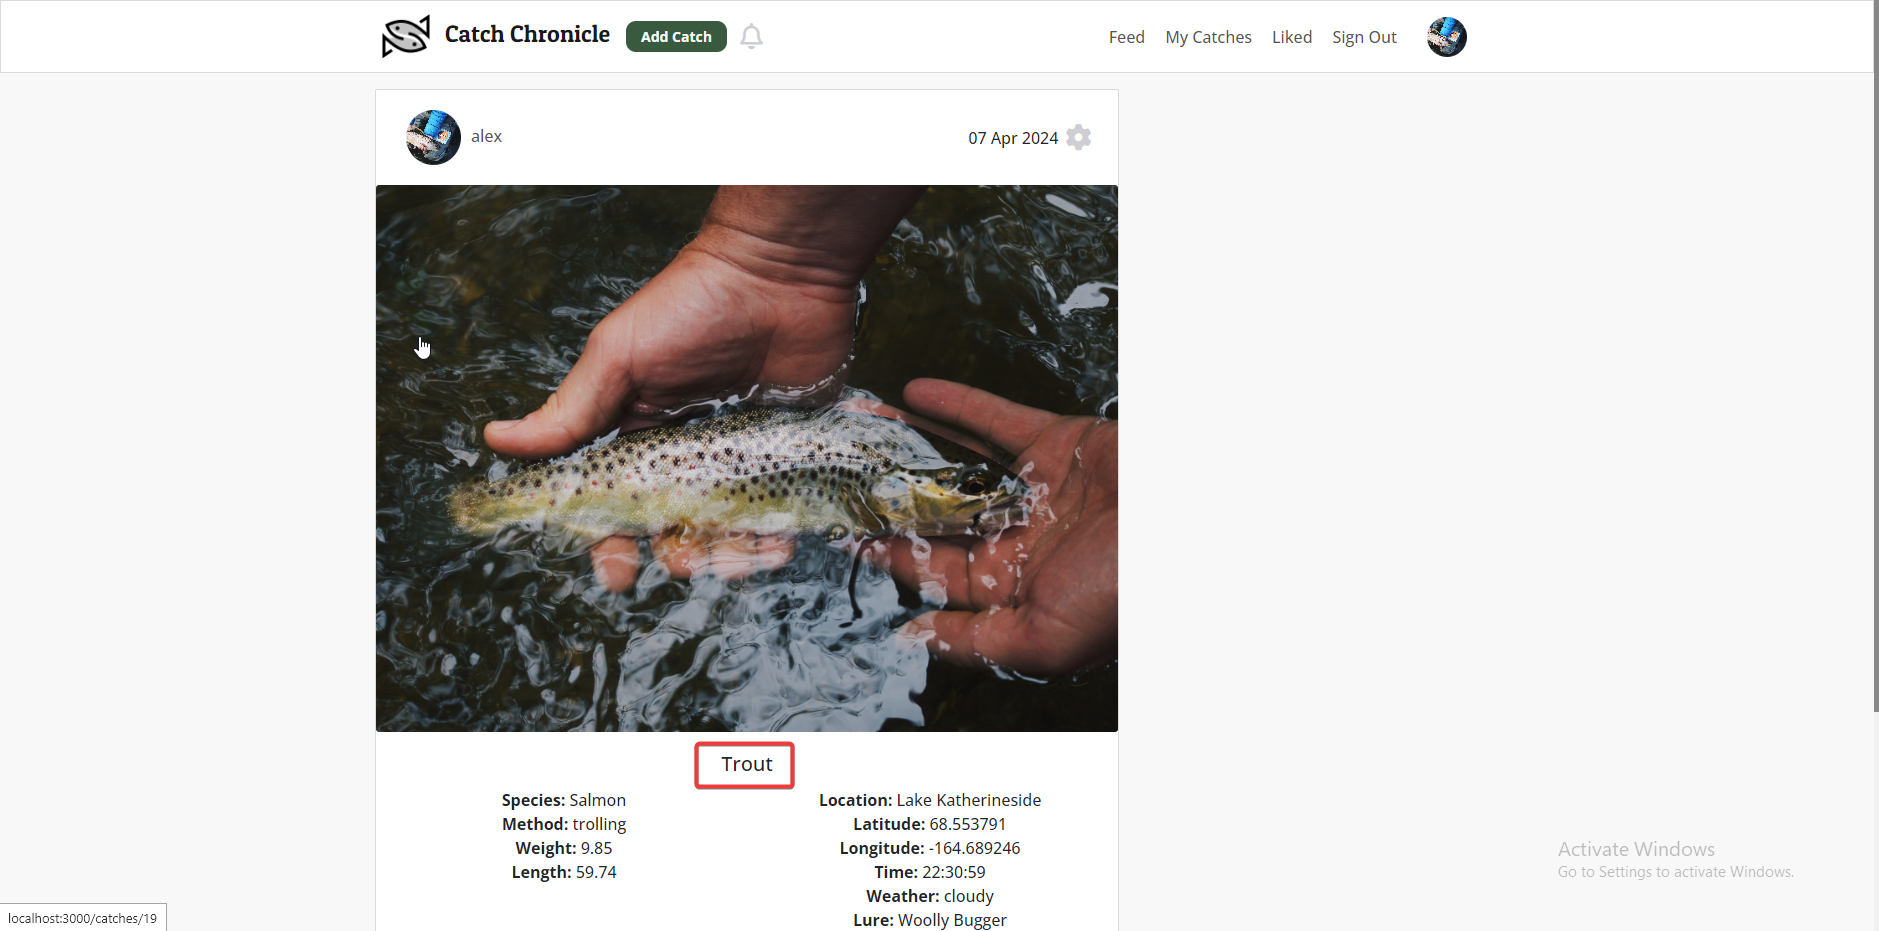 Catch Chronicle
Add Catch
Feed
My Catches
Liked
Sign Out
alex
07 Apr 2024
Trout
Species: Salmon
Method: trolling
Weight: 9.85
Length: 59.74
Location: Lake Katherineside
Latitude: 68.553791
Longitude: -164.689246
Time: 22:30:59
Weather: cloudy
Lure: Woolly Bugger
Activate Windows
Go to Settings to activate Windows.
localhost:3000/catches/19